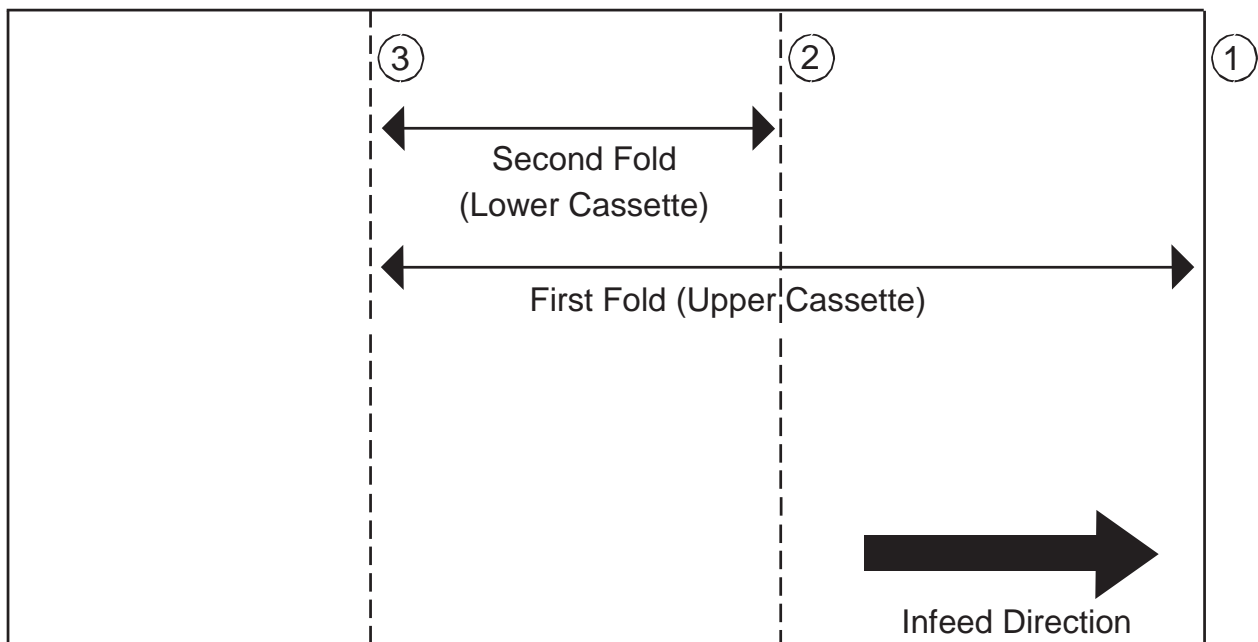 ③ ② ①
Second Fold
(Lower Cassette)
First Fold (Upper Cassette)
Infeed Direction